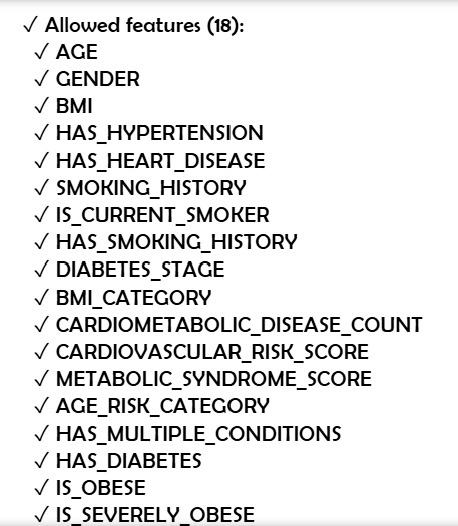 ✓ Allowed features (18):
✓ AGE
✓ GENDER
✓ BMI
✓ HAS_HYPERTENSION
✓ HAS_HEART_DISEASE
✓ SMOKING_HISTORY
✓ IS_CURRENT_SMOKER
✓ HAS_SMOKING_HISTORY
✓ DIABETES_STAGE
✓ BMI_CATEGORY
✓ CARDIOMETABOLIC_DISEASE_COUNT
✓ CARDIOVASCULAR_RISK_SCORE
✓ METABOLIC_SYNDROME_SCORE
✓ AGE_RISK_CATEGORY
✓ HAS_MULTIPLE_CONDITIONS
✓ HAS_DIABETES
✓ IS_OBESE
✓ IS_SEVERELY_OBESE